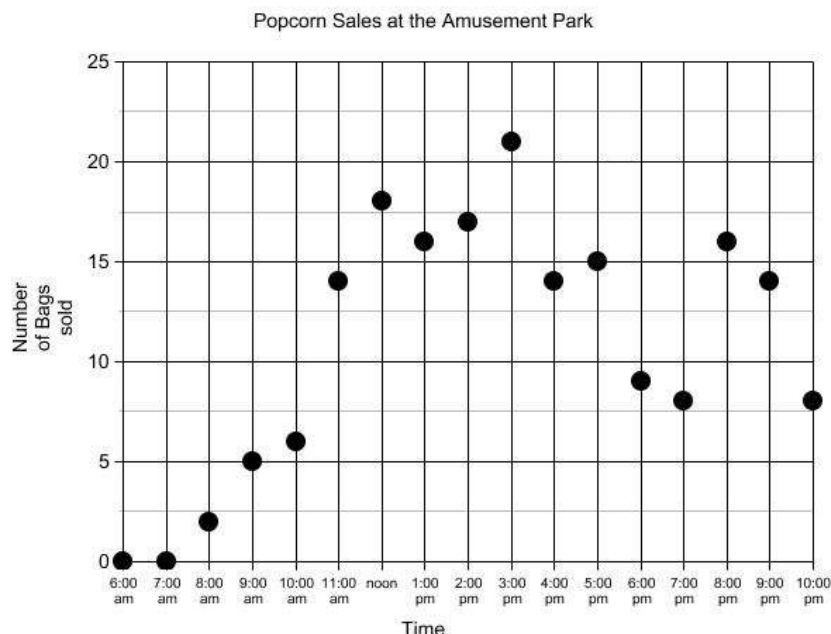 Popcorn Sales at the Amusement Park
25
20
15
10
5
0
Number
of Bags
sold
6:00 7:00 8:00 9:00 10:00 11:00 noon 1:00 2:00 3:00 4:00 5:00 6:00 7:00 8:00 9:00 10:00
am am am am am am pm pm pm pm pm pm pm pm pm pm
Time